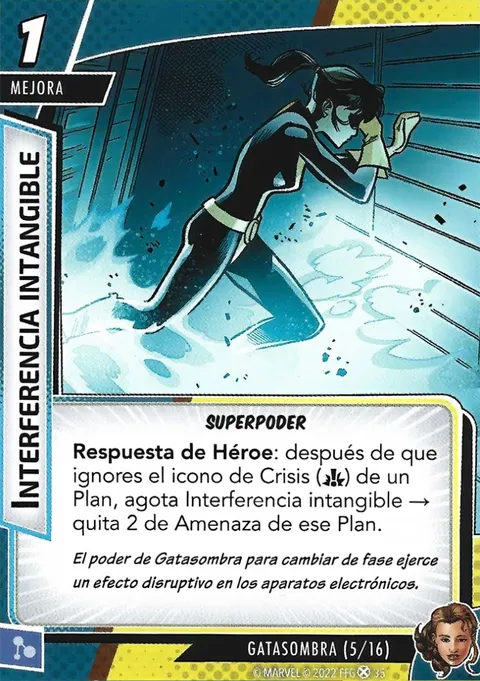 1
MEJORA
INTERFERENCIA INTANGIBLE
SUPERPODER
Respuesta de Héroe: después de que
ignores el icono de Crisis () de un
Plan, agota Interferencia intangible →
quita 2 de Amenaza de ese Plan.
El poder de Gatasombra para cambiar de fase ejerce
un efecto disruptivo en los aparatos electrónicos.
GATASOMBRA (5/16)
© MARVEL © 2022 FFG 35